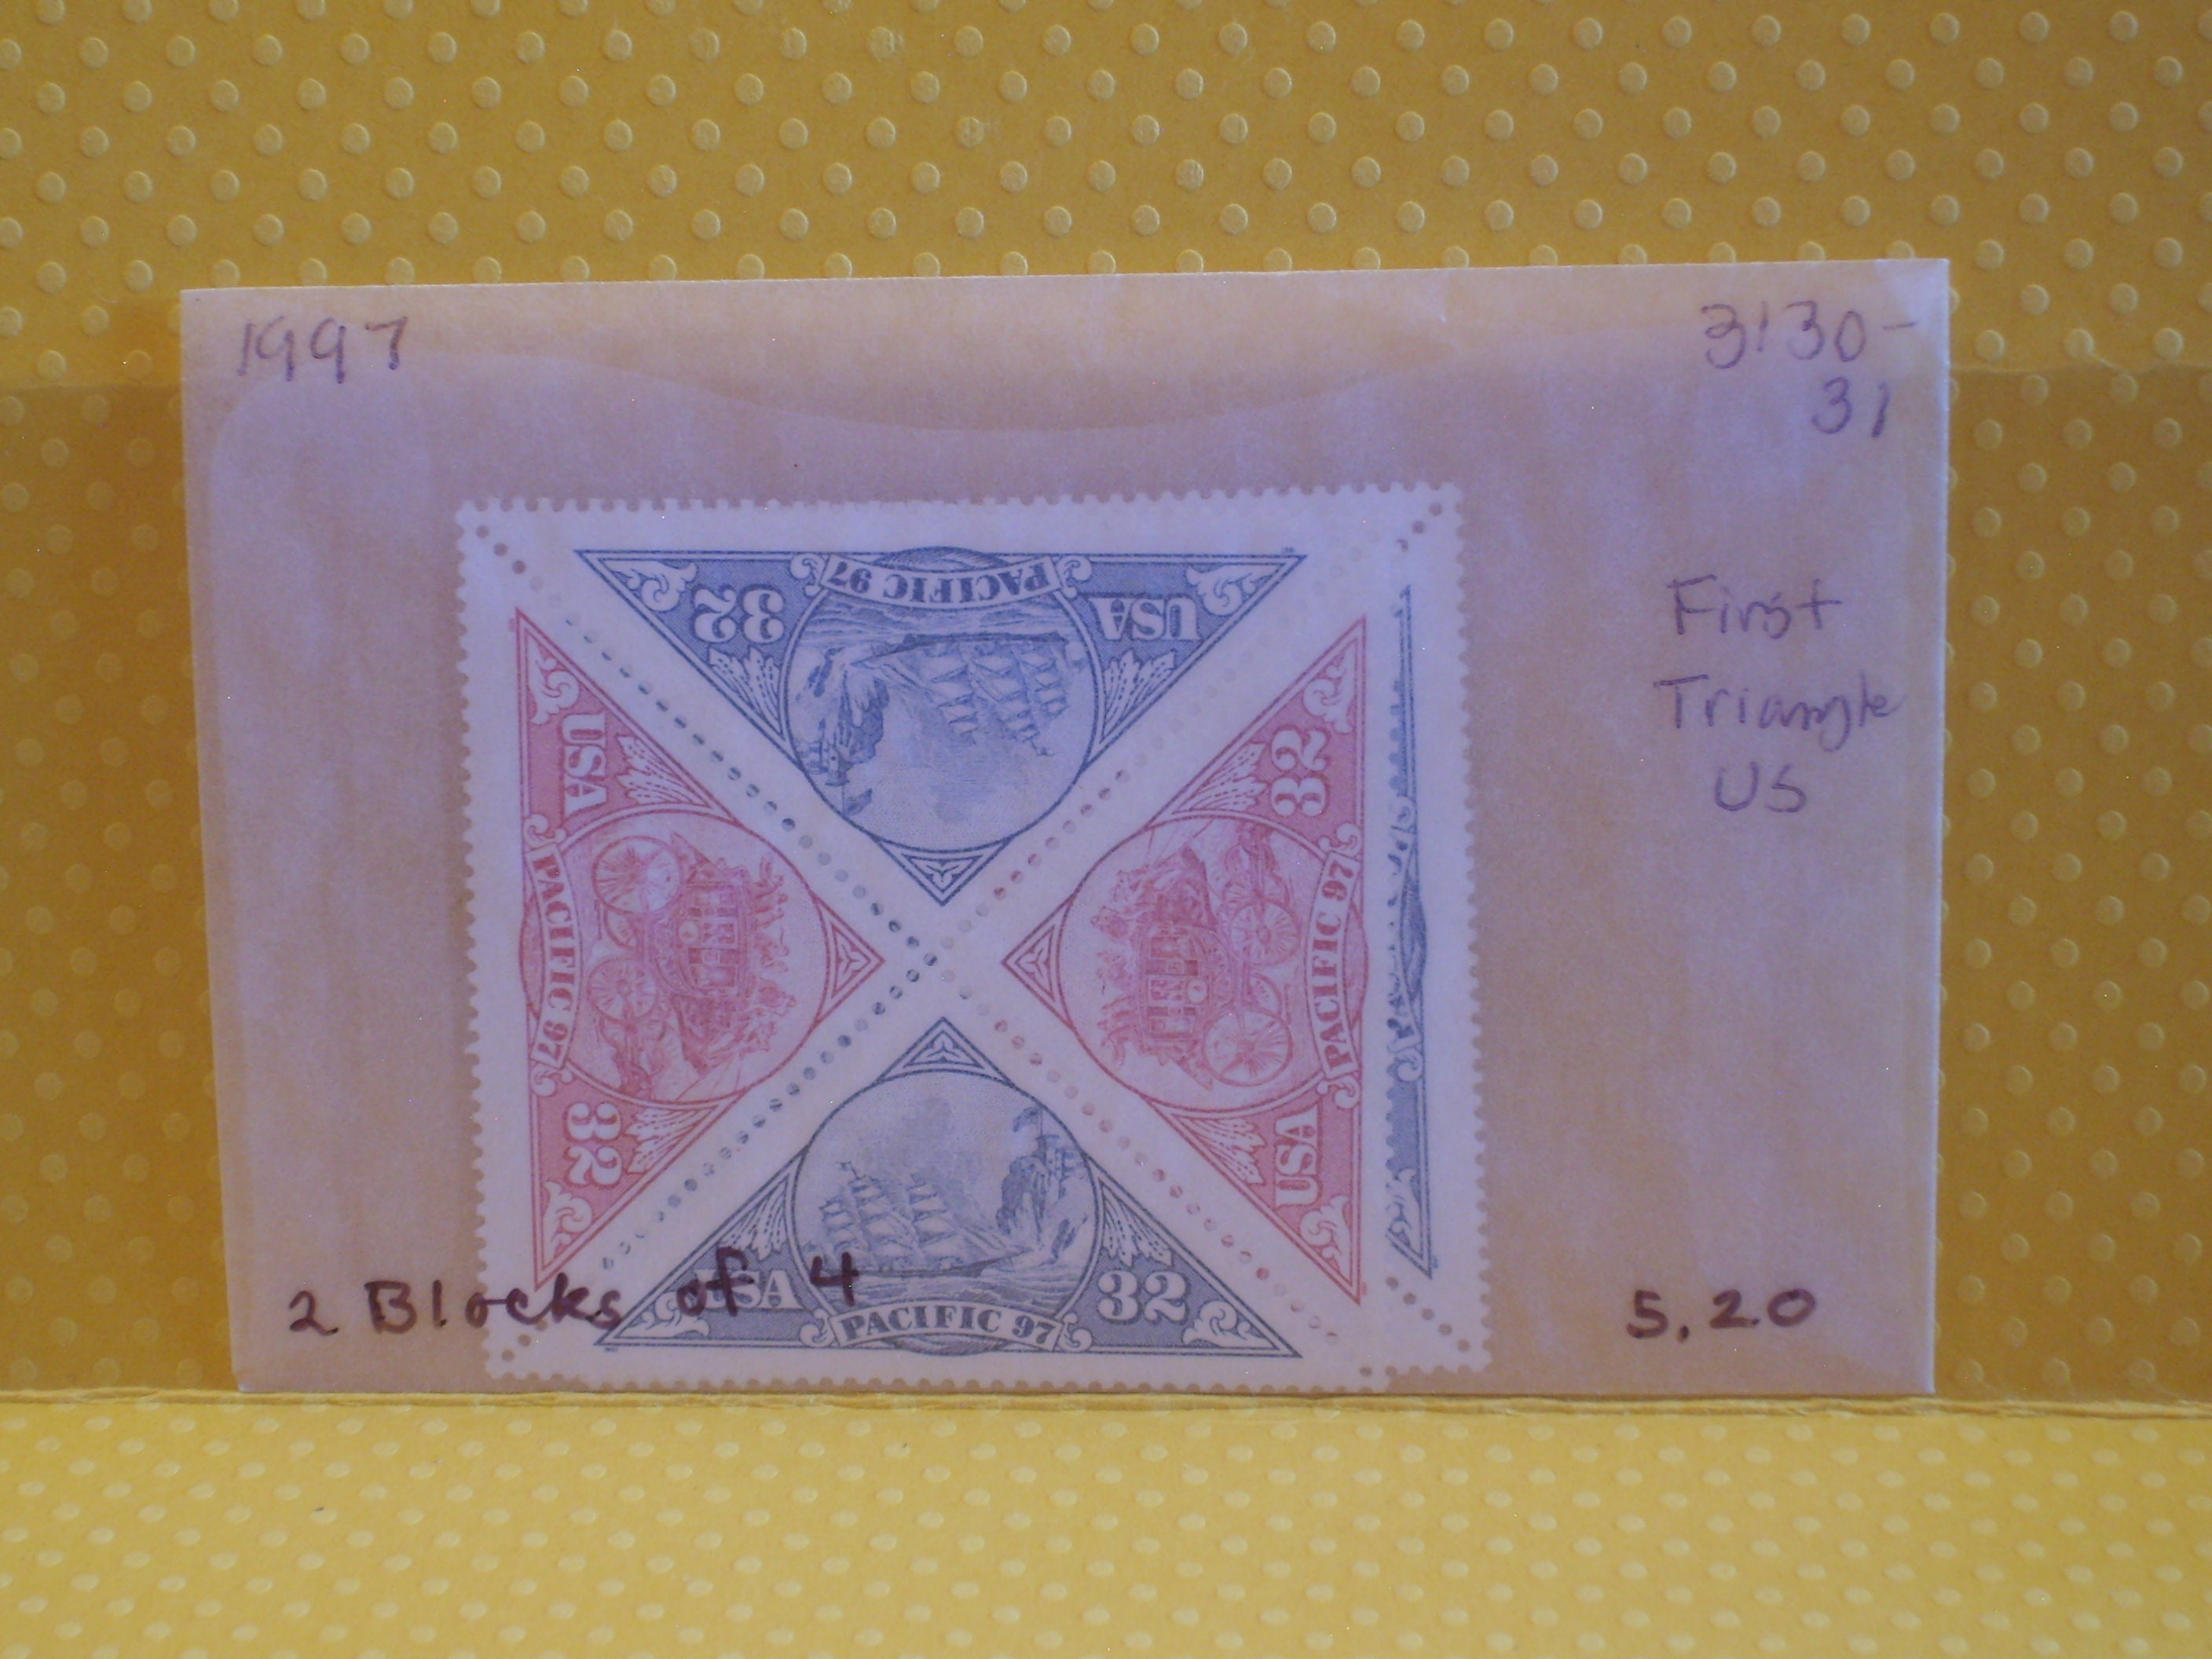 1997
3130-
31
First
Triangle
US
32
PACIFIC 97
USA
USA
PACIFIC 97
32
32
PACIFIC 97
USA
USA
PACIFIC 97
32
2 Blocks of 4
5.20